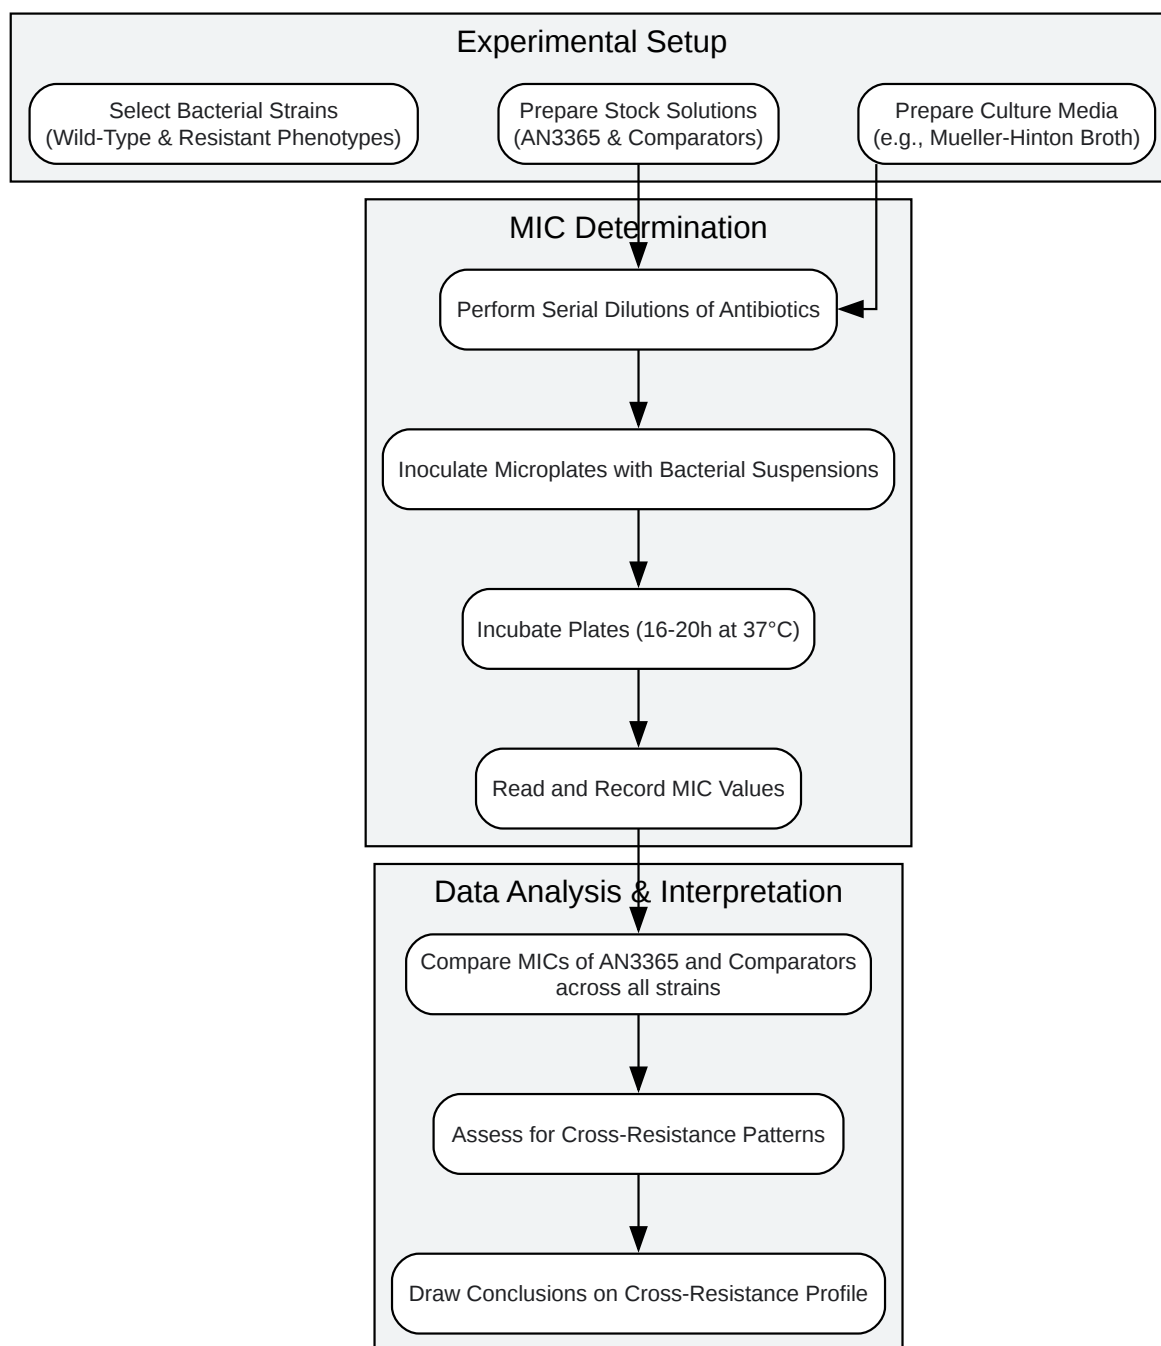 Experimental Setup
Select Bacterial Strains
(Wild-Type & Resistant Phenotypes)
Prepare Stock Solutions
(AN3365 & Comparators)
Prepare Culture Media
(e.g., Mueller-Hinton Broth)
MIC Determination
Perform Serial Dilutions of Antibiotics
Inoculate Microplates with Bacterial Suspensions
Incubate Plates (16-20h at 37°C)
Read and Record MIC Values
Data Analysis & Interpretation
Compare MICs of AN3365 and Comparators
across all strains
Assess for Cross-Resistance Patterns
Draw Conclusions on Cross-Resistance Profile